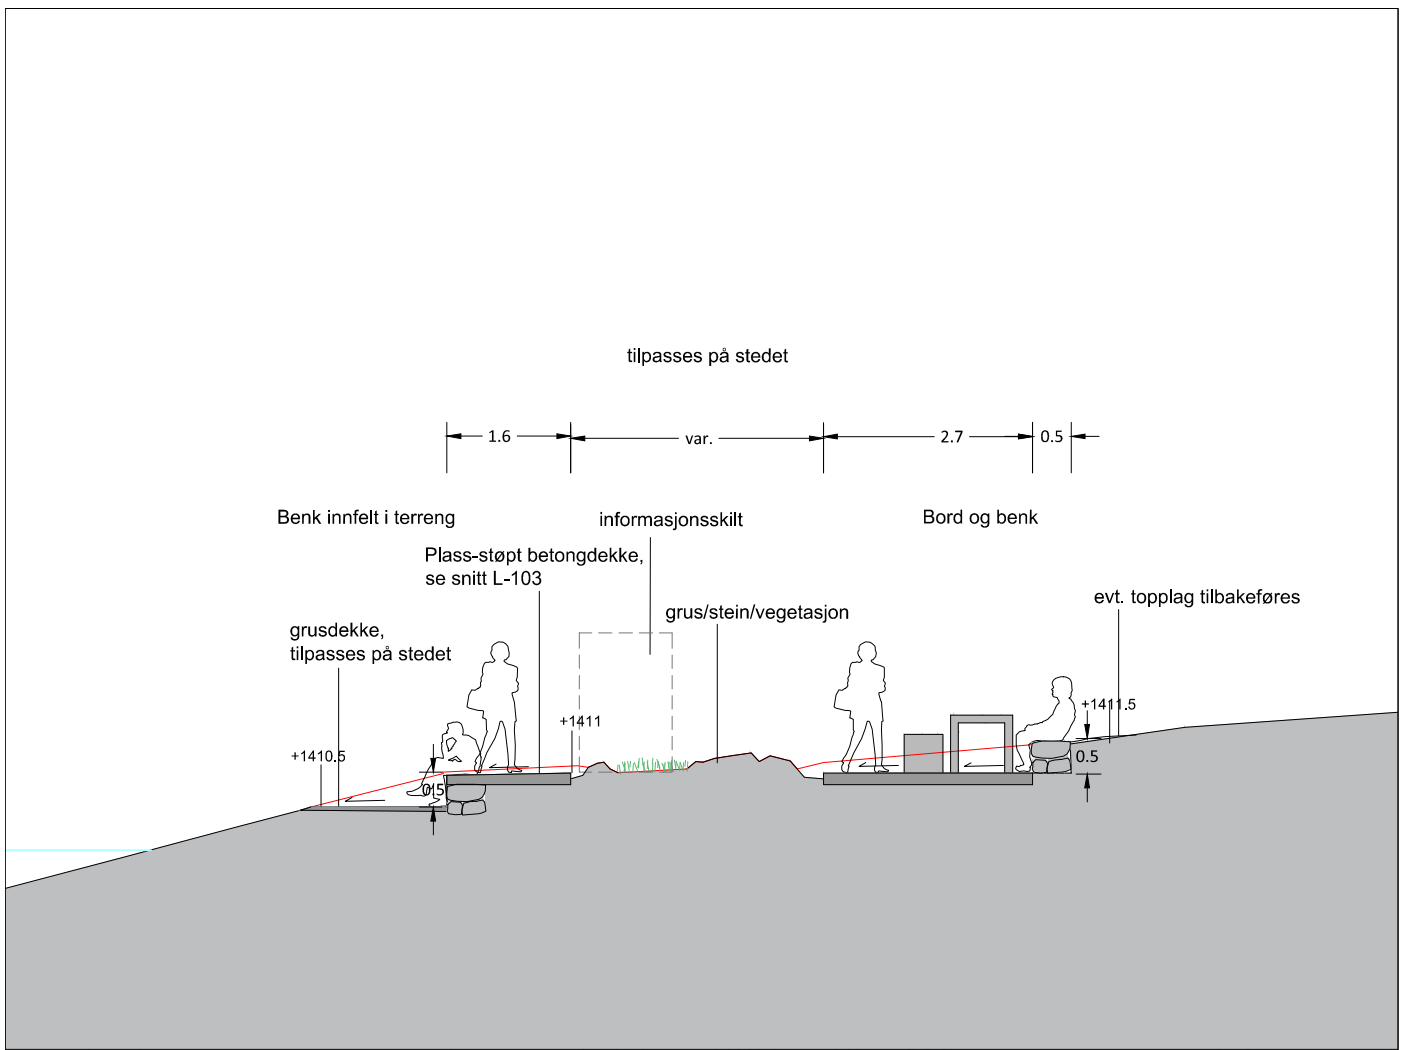 tilpasses på stedet
1.6
var.
2.7
0.5
Benk innfelt i terreng
informasjonsskilt
Bord og benk
Plass-støpt betongdekke,
se snitt L-103
evt. topplag tilbakeføres
grus/stein/vegetasjon
grusdekke,
tilpasses på stedet
+1411.5
+1411
+1410.5
0.5
0.5